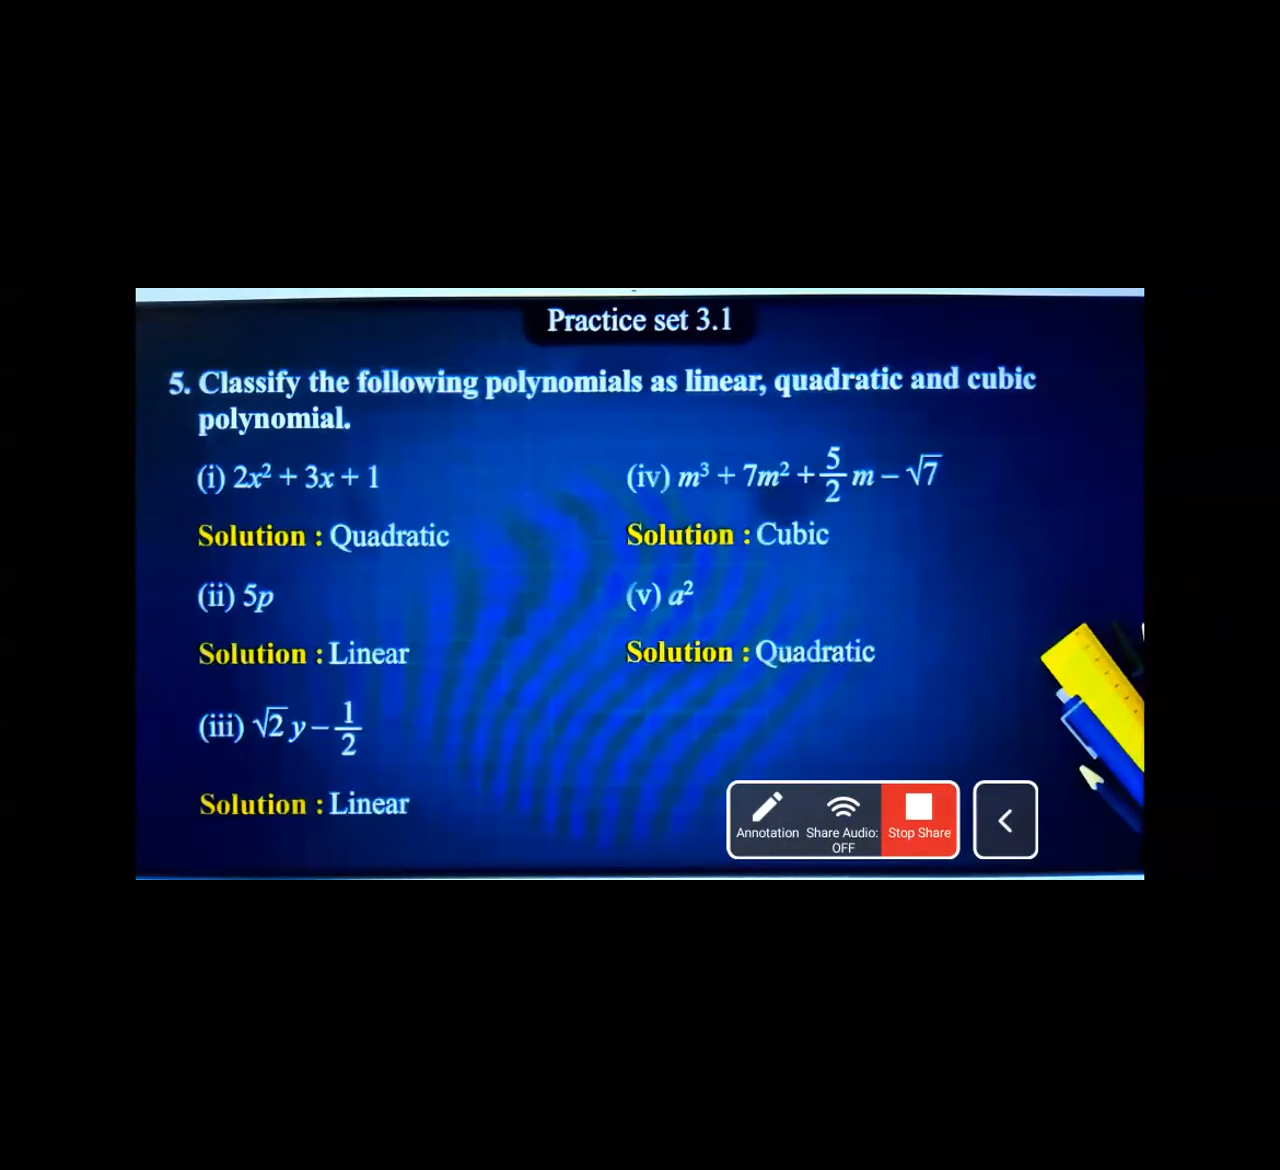 Practice set 3.1
5. Classify the following polynomials as linear, quadratic and cubic
polynomial.
(i) 2x² + 3x + 1
Solution : Quadratic
(ii) 5p
Solution : Linear
(iii) √2 y – 1/2
Solution : Linear
(iv) m³ + 7m² + 5/2 m – √7
Solution : Cubic
(v) a²
Solution : Quadratic
Annotation
Share Audio:
OFF
Stop Share